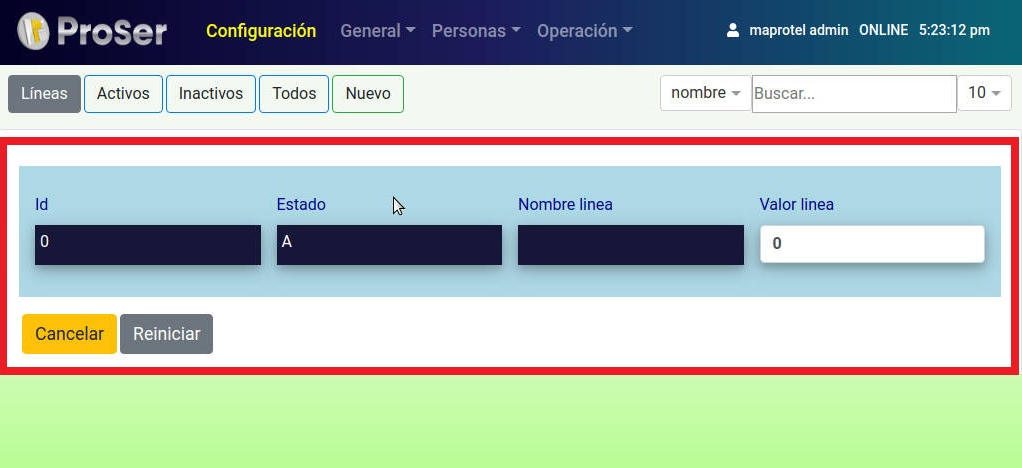 ProSer Configuración General Personas Operación maprotel admin ONLINE 5:23:12 pm
Líneas Activos Inactivos Todos Nuevo nombre Buscar... 10
Id Estado Nombre linea Valor linea
0 A 0
Cancelar Reiniciar